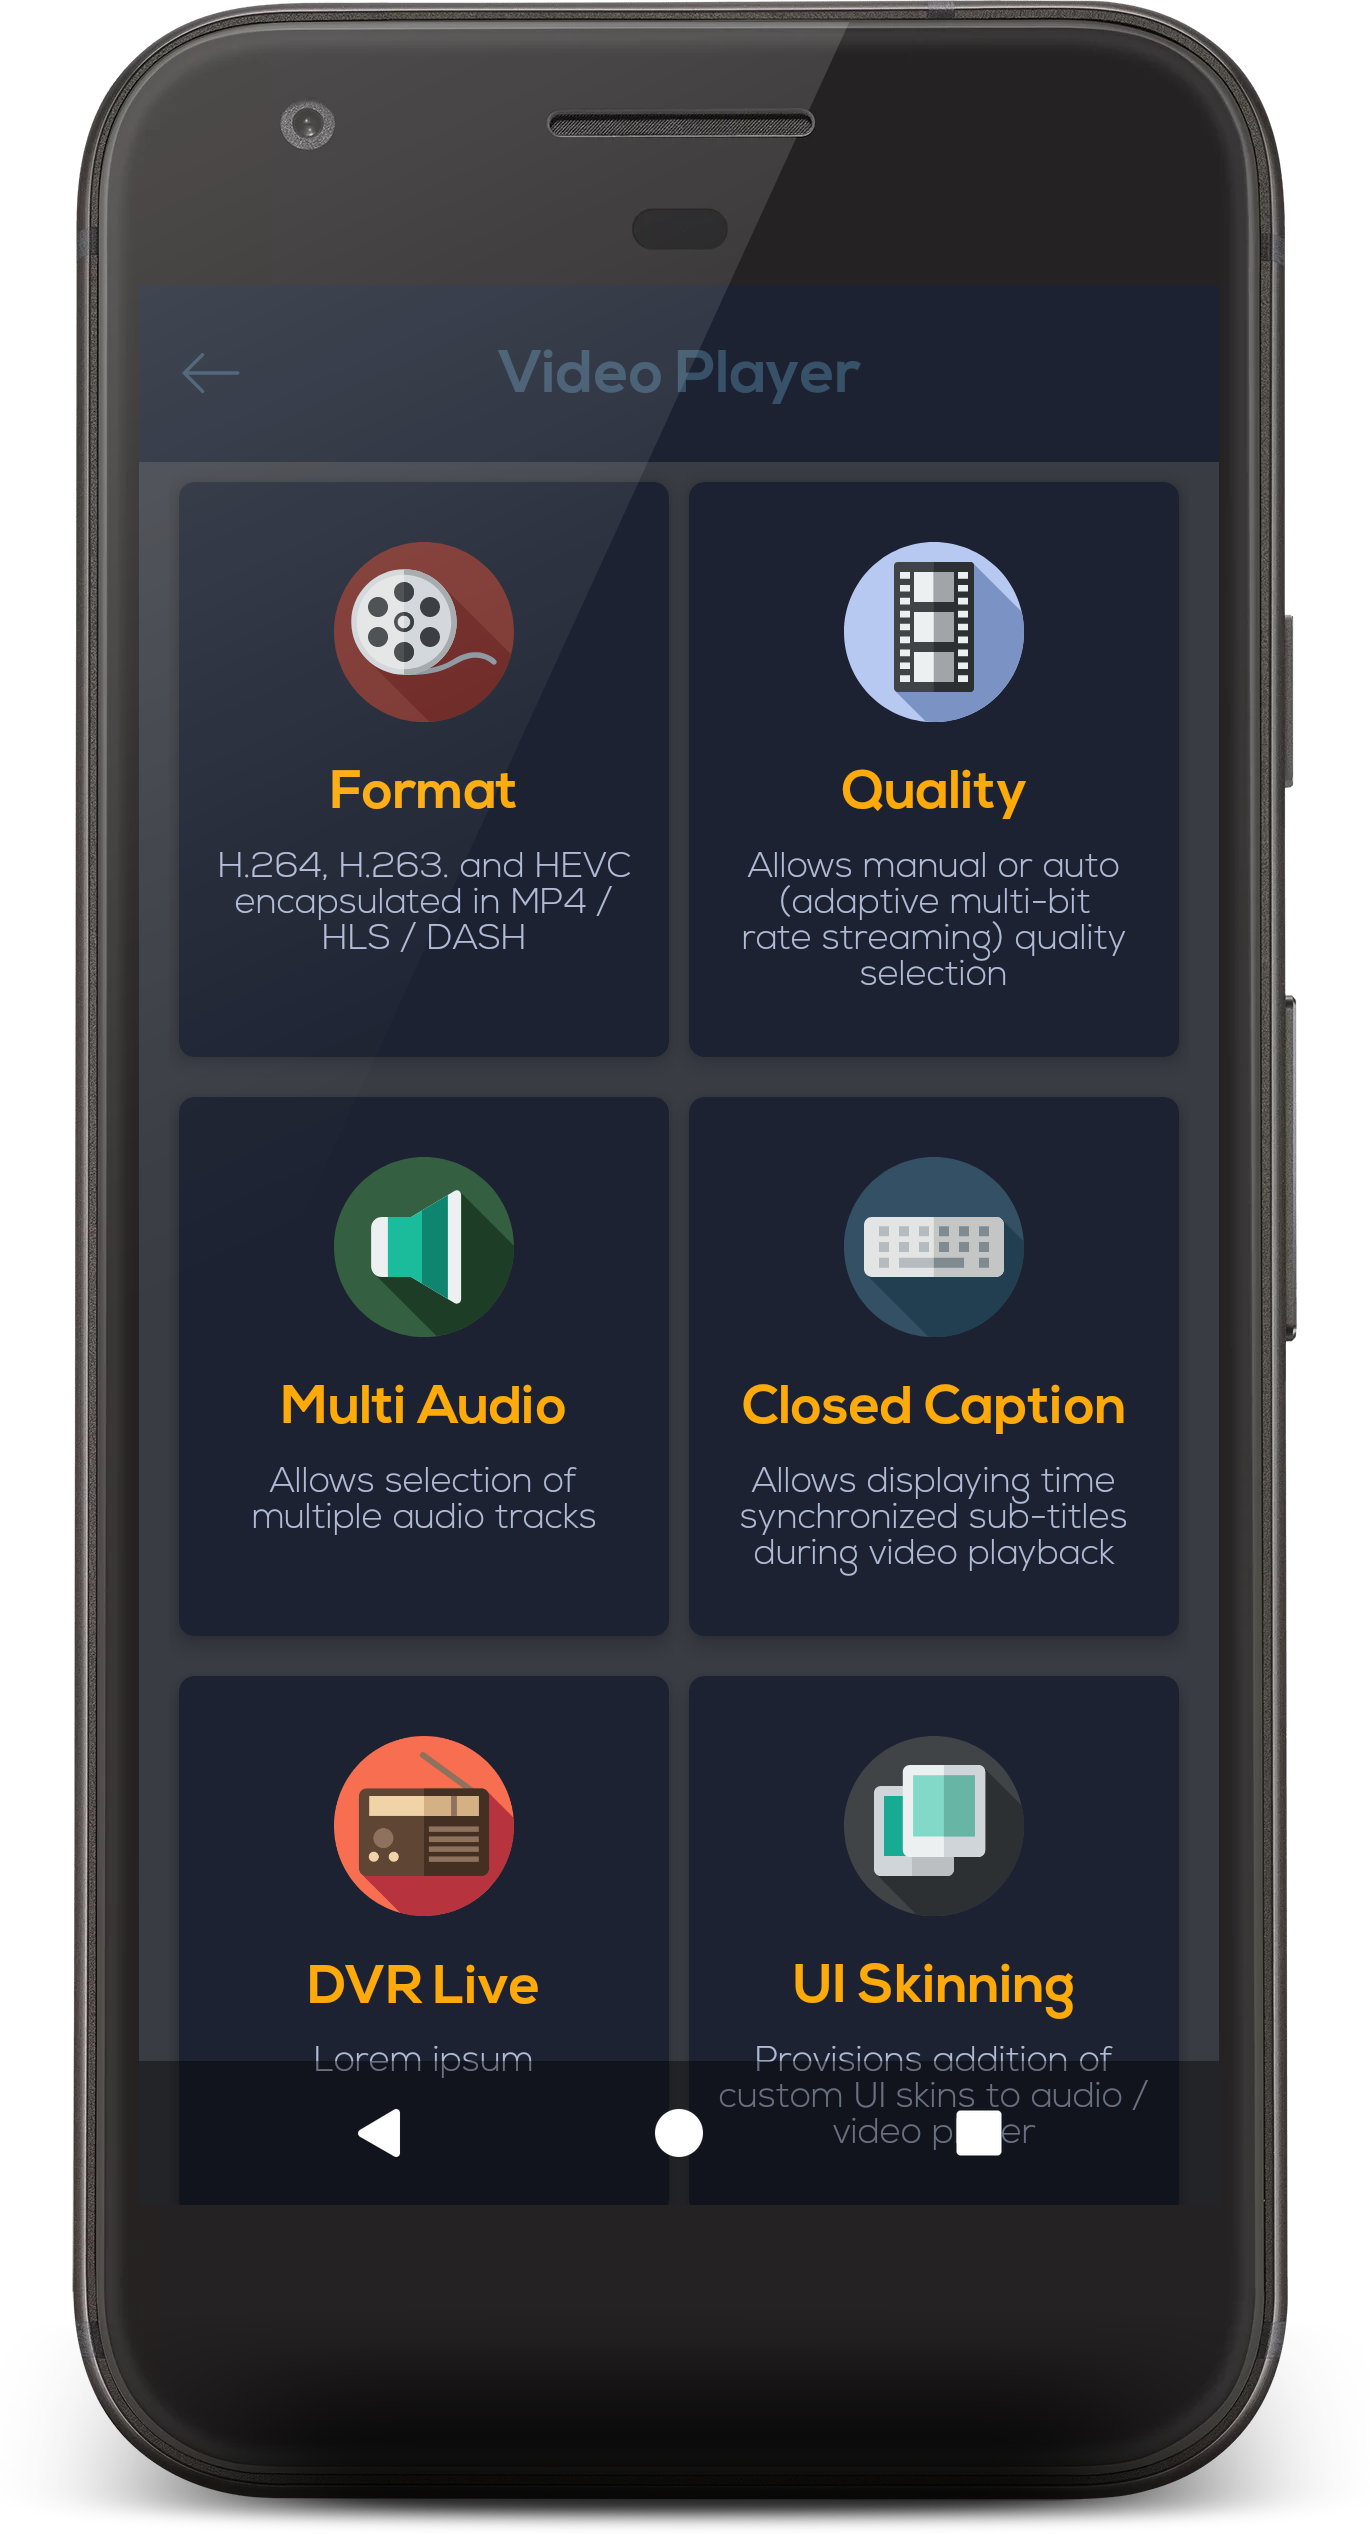 Video Player
Format
H.264, H.263. and HEVC
encapsulated in MP4 /
HLS / DASH
Quality
Allows manual or auto
(adaptive multi-bit
rate streaming) quality
selection
Multi Audio
Allows selection of
multiple audio tracks
Closed Caption
Allows displaying time
synchronized sub-titles
during video playback
DVR Live
Lorem ipsum
UI Skinning
Provisions addition of
custom UI skins to audio /
video